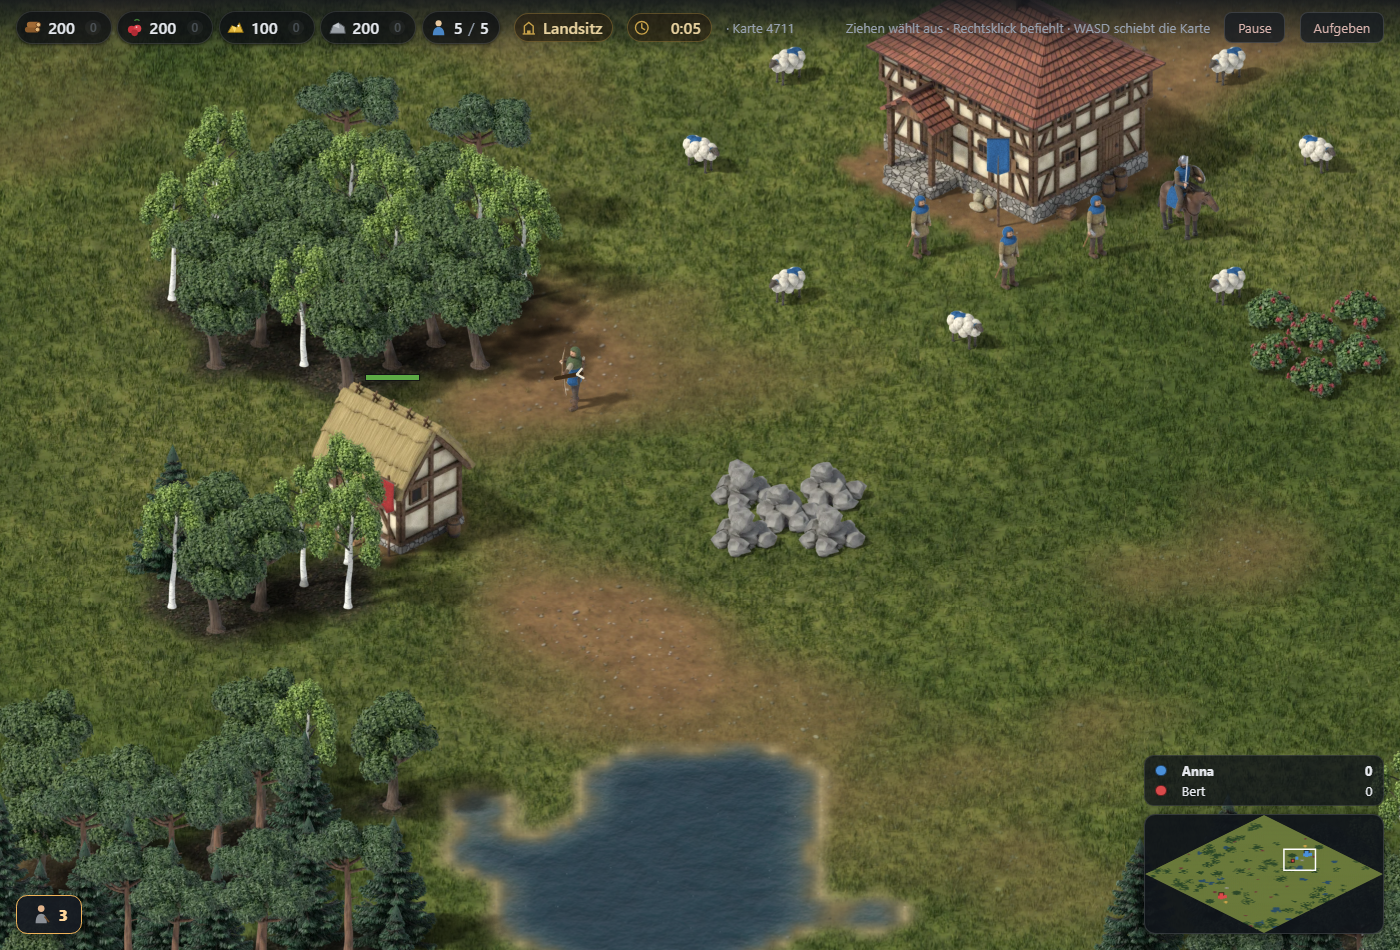 200 0 200 0 100 0 200 0 5 / 5 Landsitz 0:05 · Karte 4711 Ziehen wählt aus · Rechtsklick befiehlt · WASD schiebt die Karte Pause Aufgeben
Anna 0
Bert 0
3